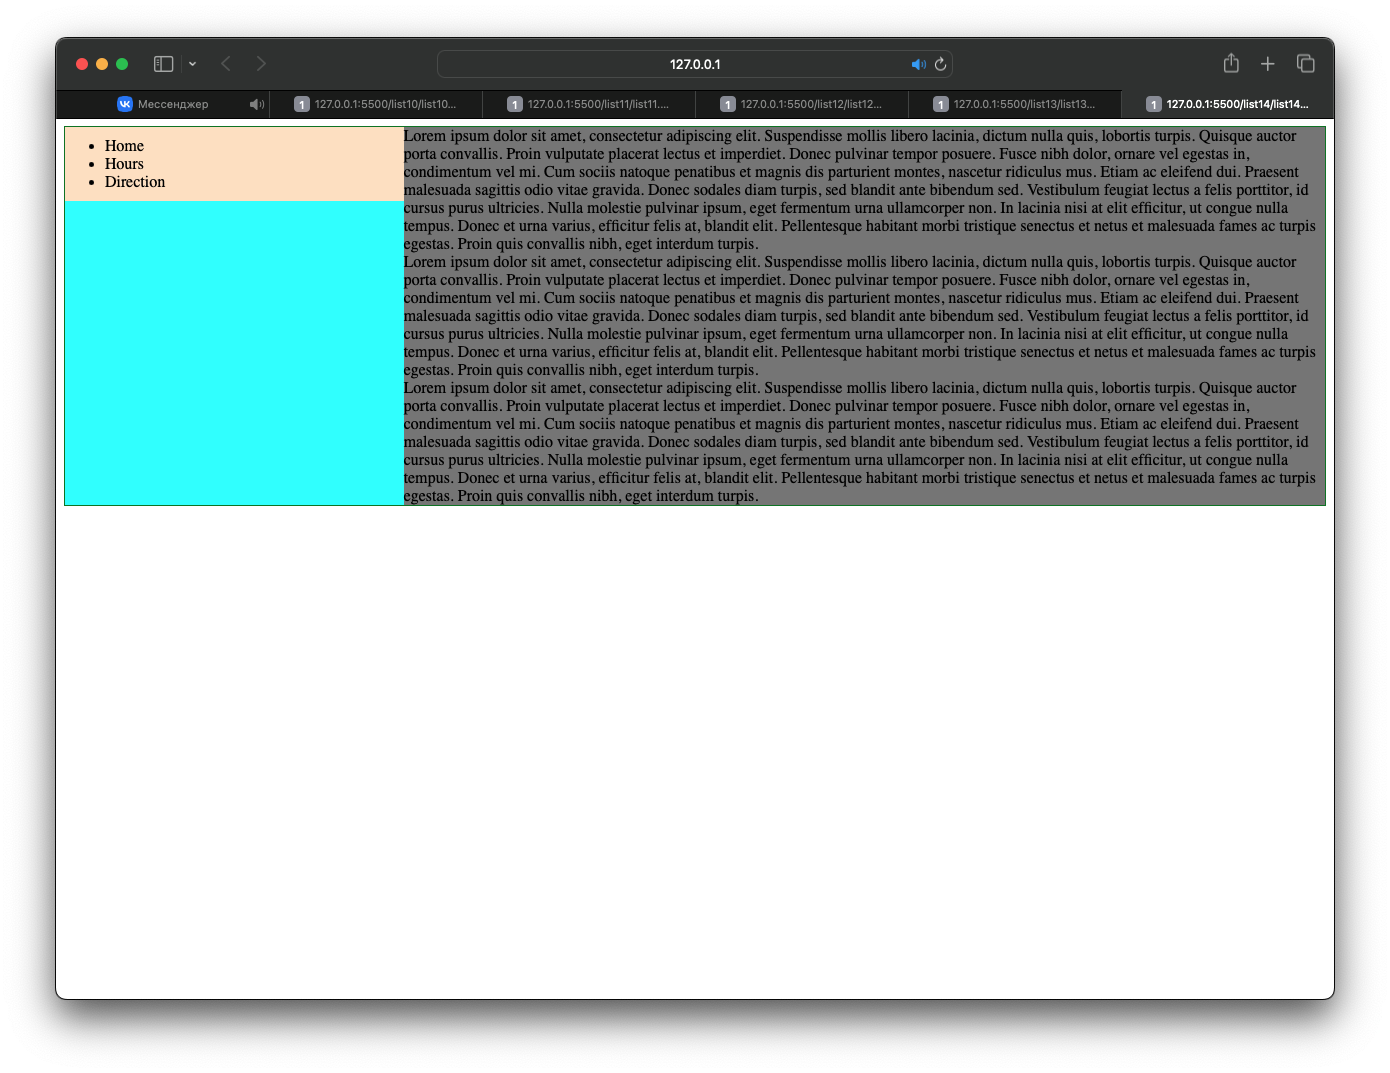 127.0.0.1
Мессенджер
1 127.0.0.1:5500/list10/list10...
1 127.0.0.1:5500/list11/list11....
1 127.0.0.1:5500/list12/list12...
1 127.0.0.1:5500/list13/list13...
1 127.0.0.1:5500/list14/list14...
• Home
• Hours
• Direction
Lorem ipsum dolor sit amet, consectetur adipiscing elit. Suspendisse mollis libero lacinia, dictum nulla quis, lobortis turpis. Quisque auctor
porta convallis. Proin vulputate placerat lectus et imperdiet. Donec pulvinar tempor posuere. Fusce nibh dolor, ornare vel egestas in,
condimentum vel mi. Cum sociis natoque penatibus et magnis dis parturient montes, nascetur ridiculus mus. Etiam ac eleifend dui. Praesent
malesuada sagittis odio vitae gravida. Donec sodales diam turpis, sed blandit ante bibendum sed. Vestibulum feugiat lectus a felis porttitor, id
cursus purus ultricies. Nulla molestie pulvinar ipsum, eget fermentum urna ullamcorper non. In lacinia nisi at elit efficitur, ut congue nulla
tempus. Donec et urna varius, efficitur felis at, blandit elit. Pellentesque habitant morbi tristique senectus et netus et malesuada fames ac turpis
egestas. Proin quis convallis nibh, eget interdum turpis.
Lorem ipsum dolor sit amet, consectetur adipiscing elit. Suspendisse mollis libero lacinia, dictum nulla quis, lobortis turpis. Quisque auctor
porta convallis. Proin vulputate placerat lectus et imperdiet. Donec pulvinar tempor posuere. Fusce nibh dolor, ornare vel egestas in,
condimentum vel mi. Cum sociis natoque penatibus et magnis dis parturient montes, nascetur ridiculus mus. Etiam ac eleifend dui. Praesent
malesuada sagittis odio vitae gravida. Donec sodales diam turpis, sed blandit ante bibendum sed. Vestibulum feugiat lectus a felis porttitor, id
cursus purus ultricies. Nulla molestie pulvinar ipsum, eget fermentum urna ullamcorper non. In lacinia nisi at elit efficitur, ut congue nulla
tempus. Donec et urna varius, efficitur felis at, blandit elit. Pellentesque habitant morbi tristique senectus et netus et malesuada fames ac turpis
egestas. Proin quis convallis nibh, eget interdum turpis.
Lorem ipsum dolor sit amet, consectetur adipiscing elit. Suspendisse mollis libero lacinia, dictum nulla quis, lobortis turpis. Quisque auctor
porta convallis. Proin vulputate placerat lectus et imperdiet. Donec pulvinar tempor posuere. Fusce nibh dolor, ornare vel egestas in,
condimentum vel mi. Cum sociis natoque penatibus et magnis dis parturient montes, nascetur ridiculus mus. Etiam ac eleifend dui. Praesent
malesuada sagittis odio vitae gravida. Donec sodales diam turpis, sed blandit ante bibendum sed. Vestibulum feugiat lectus a felis porttitor, id
cursus purus ultricies. Nulla molestie pulvinar ipsum, eget fermentum urna ullamcorper non. In lacinia nisi at elit efficitur, ut congue nulla
tempus. Donec et urna varius, efficitur felis at, blandit elit. Pellentesque habitant morbi tristique senectus et netus et malesuada fames ac turpis
egestas. Proin quis convallis nibh, eget interdum turpis.